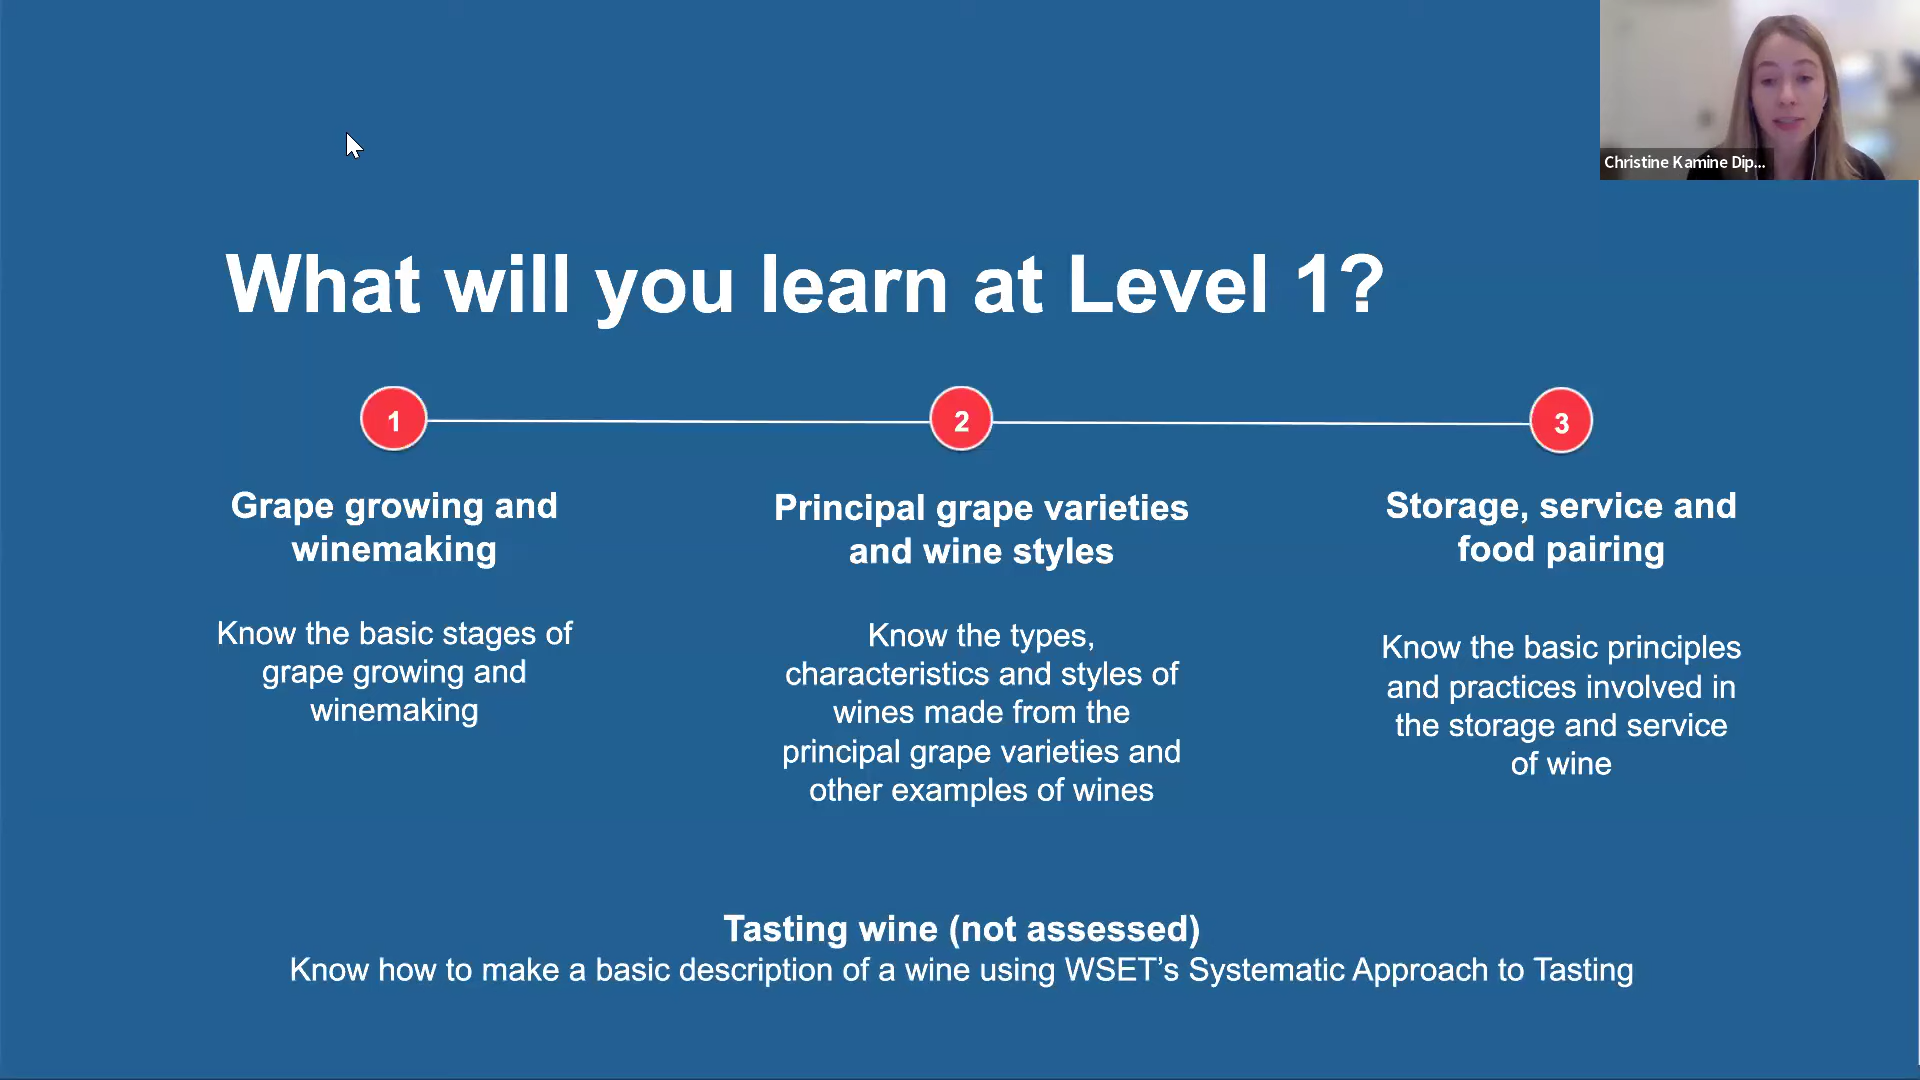 Christine Kamine Dip...
What will you learn at Level 1?
1
2
3
Grape growing and
winemaking
Know the basic stages of
grape growing and
winemaking
Principal grape varieties
and wine styles
Know the types,
characteristics and styles of
wines made from the
principal grape varieties and
other examples of wines
Storage, service and
food pairing
Know the basic principles
and practices involved in
the storage and service
of wine
Tasting wine (not assessed)
Know how to make a basic description of a wine using WSET’s Systematic Approach to Tasting